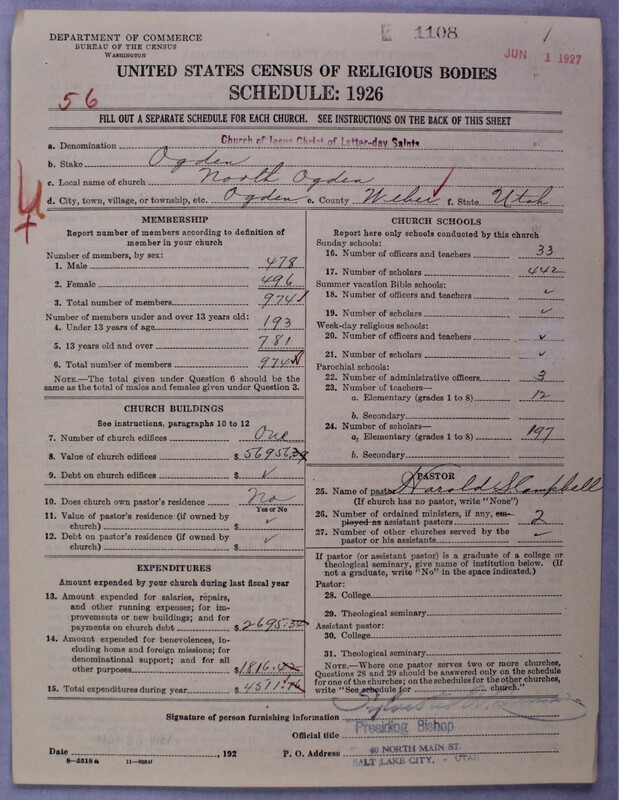 DEPARTMENT OF COMMERCE
BUREAU OF THE CENSUS
WASHINGTON
E 1108
1
JUN 1 1927
UNITED STATES CENSUS OF RELIGIOUS BODIES
SCHEDULE: 1926
56
FILL OUT A SEPARATE SCHEDULE FOR EACH CHURCH. SEE INSTRUCTIONS ON THE BACK OF THIS SHEET
a. Denomination Church of Jesus Christ of Latter-day Saints
b. Stake Ogden
c. Local name of church North Ogden
d. City, town, village, or township, etc. Ogden e. County Weber f. State Utah
MEMBERSHIP
Report number of members according to definition of
member in your church
Number of members, by sex:
1. Male 478
2. Female 496
3. Total number of members 974
Number of members under and over 13 years old:
4. Under 13 years of age 193
5. 13 years old and over 781
6. Total number of members 974
NOTE.—The total given under Question 6 should be
the same as the total of males and females given under Question 3.
CHURCH BUILDINGS
See instructions, paragraphs 10 to 12
7. Number of church edifices One
8. Value of church edifices $ 56956.39
9. Debt on church edifices $ ✓
10. Does church own pastor's residence No
Yes or No
11. Value of pastor's residence (if owned by
church) $ ✓
12. Debt on pastor's residence (if owned by
church) $ ✓
EXPENDITURES
Amount expended by your church during last fiscal year
13. Amount expended for salaries, repairs,
and other running expenses; for im-
provements or new buildings; and for
payments on church debt $ 2695.
14. Amount expended for benevolences,
including home and foreign missions; for
denominational support; and for all
other purposes $ 1816.
15. Total expenditures during year $ 4511.
CHURCH SCHOOLS
Report here only schools conducted by this church
Sunday schools:
16. Number of officers and teachers 33
17. Number of scholars 442
Summer vacation Bible schools:
18. Number of officers and teachers ✓
19. Number of scholars ✓
Week-day religious schools:
20. Number of officers and teachers ✓
21. Number of scholars ✓
Parochial schools:
22. Number of administrative officers 3
23. Number of teachers—
a. Elementary (grades 1 to 8) 12
b. Secondary
24. Number of scholars—
a. Elementary (grades 1 to 8) 197
b. Secondary
PASTOR
25. Name of pastor Harold S. Campbell
(If church has no pastor, write "None")
26. Number of ordained ministers, if any, em-
ployed as assistant pastors 2
27. Number of other churches served by the
pastor or his assistants ✓
If pastor (or assistant pastor) is a graduate of a college or
theological seminary, give name of institution below. (If
not a graduate, write "No" in the space indicated.)
Pastor:
28. College
29. Theological seminary
Assistant pastor:
30. College
31. Theological seminary
NOTE.—Where one pastor serves two or more churches,
Questions 28 and 29 should be answered only on the schedule
for one of the churches; on the schedules for the other churches,
write "See schedule for church."
Signature of person furnishing information
Official title Presiding Bishop
Date , 192 P. O. Address 40 NORTH MAIN ST.
SALT LAKE CITY, - UTAH
8—5518 a